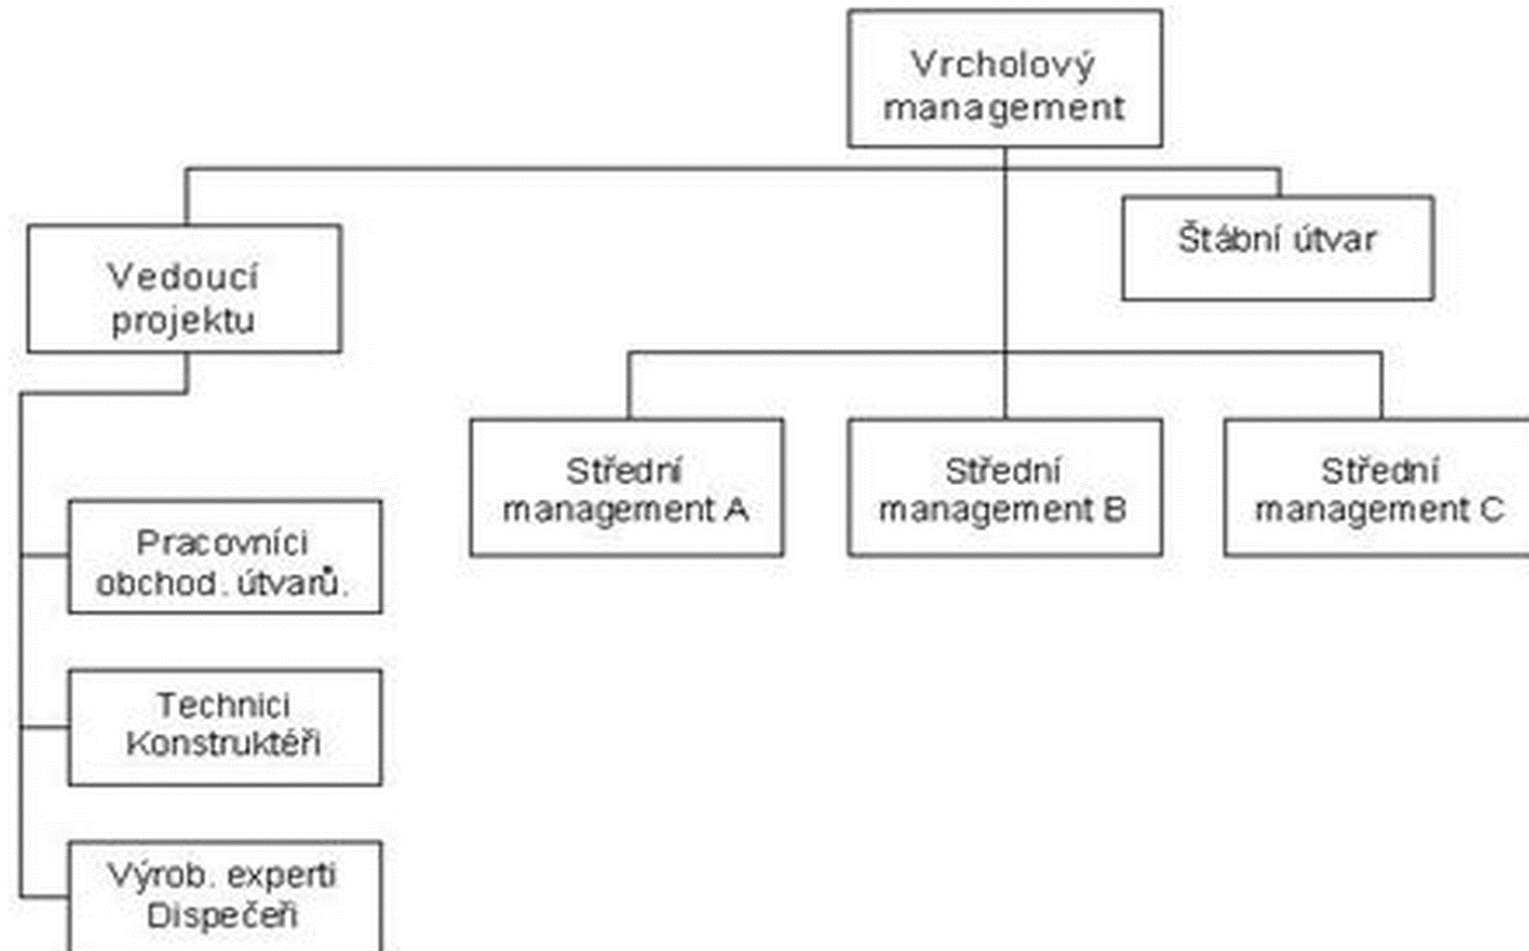 Vrcholový
management
Štábní útvar
Vedoucí
projektu
Střední
management A
Střední
management B
Střední
management C
Pracovníci
obchod. útvarů.
Technici
Konstruktéři
Výrob. experti
Dispečeři